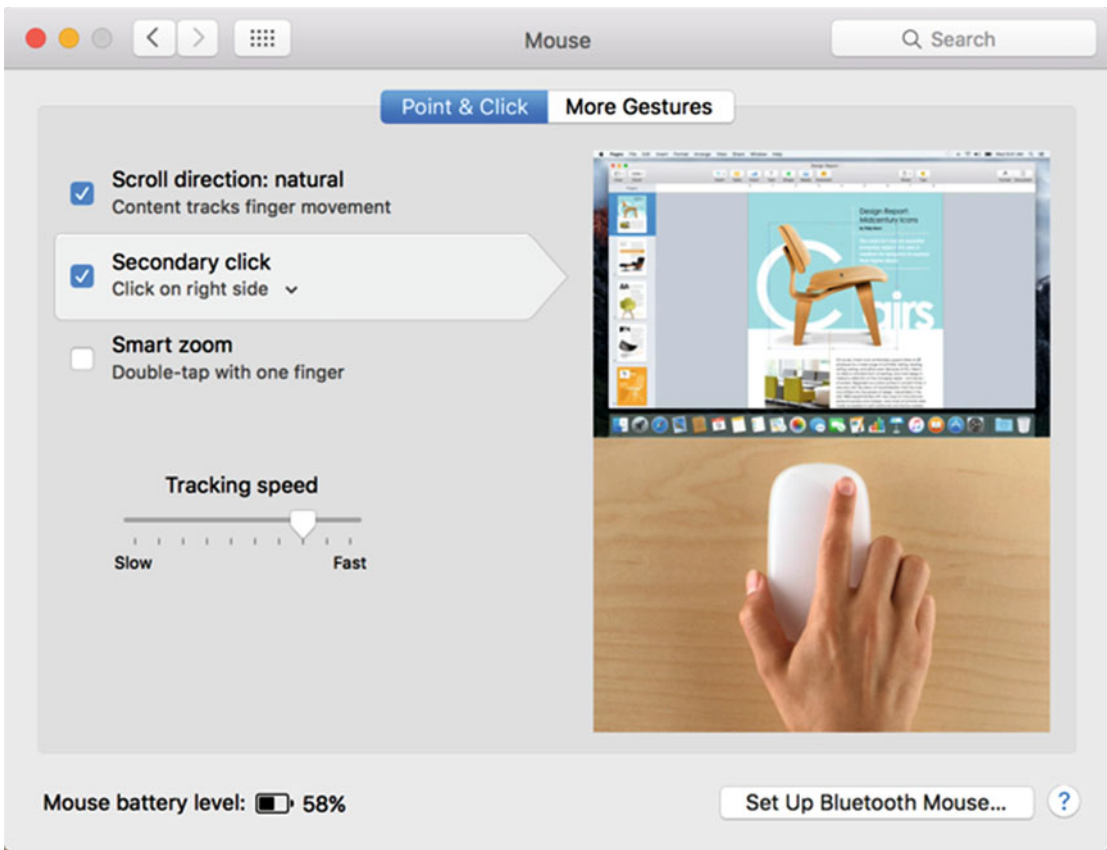 Mouse
Search
Point & Click
More Gestures
Scroll direction: natural
Content tracks finger movement
Secondary click
Click on right side
Smart zoom
Double-tap with one finger
Tracking speed
Slow
Fast
Design Report:
Midcentury Icons
C airs
Mouse battery level: 58%
Set Up Bluetooth Mouse...
?